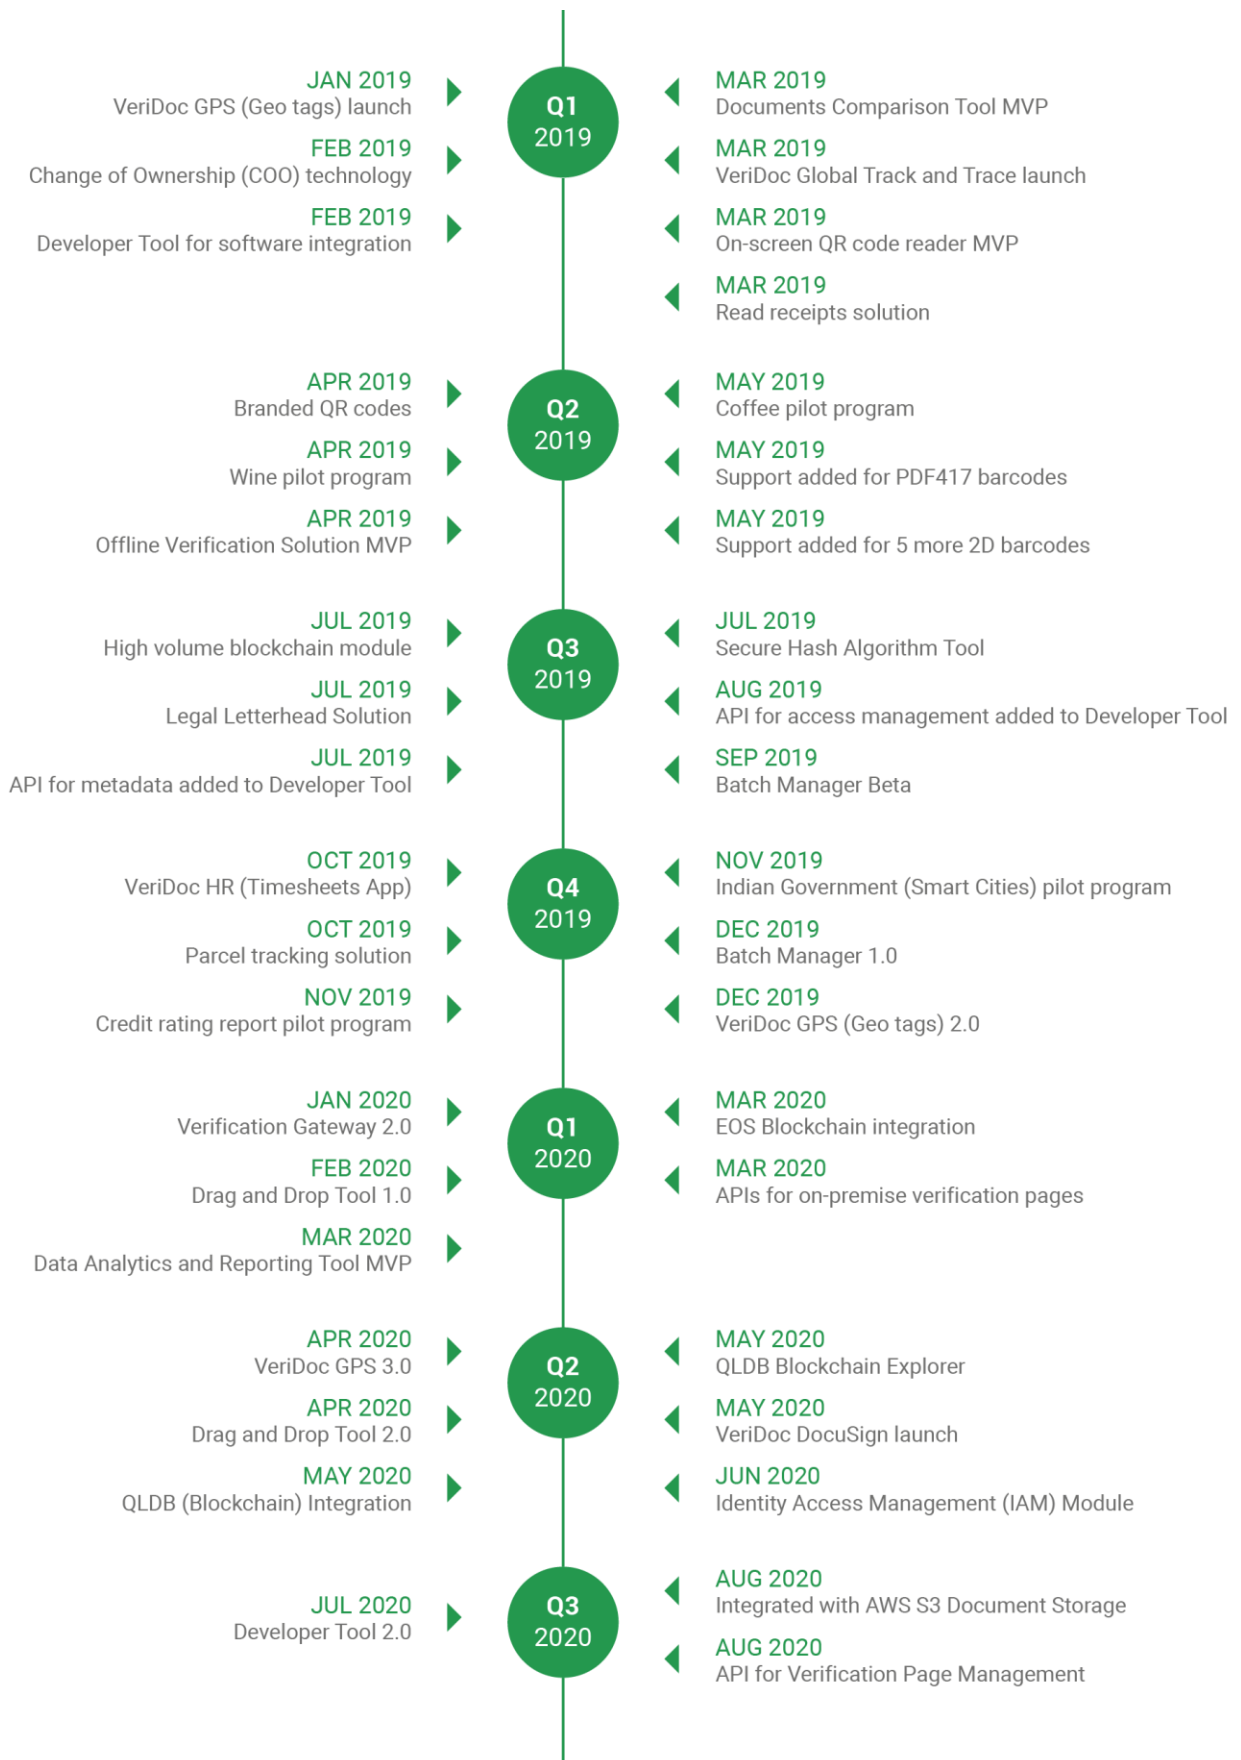 Q1
2019
JAN 2019
VeriDoc GPS (Geo tags) launch
FEB 2019
Change of Ownership (COO) technology
FEB 2019
Developer Tool for software integration
MAR 2019
Documents Comparison Tool MVP
MAR 2019
VeriDoc Global Track and Trace launch
MAR 2019
On-screen QR code reader MVP
MAR 2019
Read receipts solution
Q2
2019
APR 2019
Branded QR codes
APR 2019
Wine pilot program
APR 2019
Offline Verification Solution MVP
MAY 2019
Coffee pilot program
MAY 2019
Support added for PDF417 barcodes
MAY 2019
Support added for 5 more 2D barcodes
Q3
2019
JUL 2019
High volume blockchain module
JUL 2019
Legal Letterhead Solution
JUL 2019
API for metadata added to Developer Tool
JUL 2019
Secure Hash Algorithm Tool
AUG 2019
API for access management added to Developer Tool
SEP 2019
Batch Manager Beta
Q4
2019
OCT 2019
VeriDoc HR (Timesheets App)
OCT 2019
Parcel tracking solution
NOV 2019
Credit rating report pilot program
NOV 2019
Indian Government (Smart Cities) pilot program
DEC 2019
Batch Manager 1.0
DEC 2019
VeriDoc GPS (Geo tags) 2.0
Q1
2020
JAN 2020
Verification Gateway 2.0
FEB 2020
Drag and Drop Tool 1.0
MAR 2020
Data Analytics and Reporting Tool MVP
MAR 2020
EOS Blockchain integration
MAR 2020
APIs for on-premise verification pages
Q2
2020
APR 2020
VeriDoc GPS 3.0
APR 2020
Drag and Drop Tool 2.0
MAY 2020
QLDB (Blockchain) Integration
MAY 2020
QLDB Blockchain Explorer
MAY 2020
VeriDoc DocuSign launch
JUN 2020
Identity Access Management (IAM) Module
Q3
2020
JUL 2020
Developer Tool 2.0
AUG 2020
Integrated with AWS S3 Document Storage
AUG 2020
API for Verification Page Management